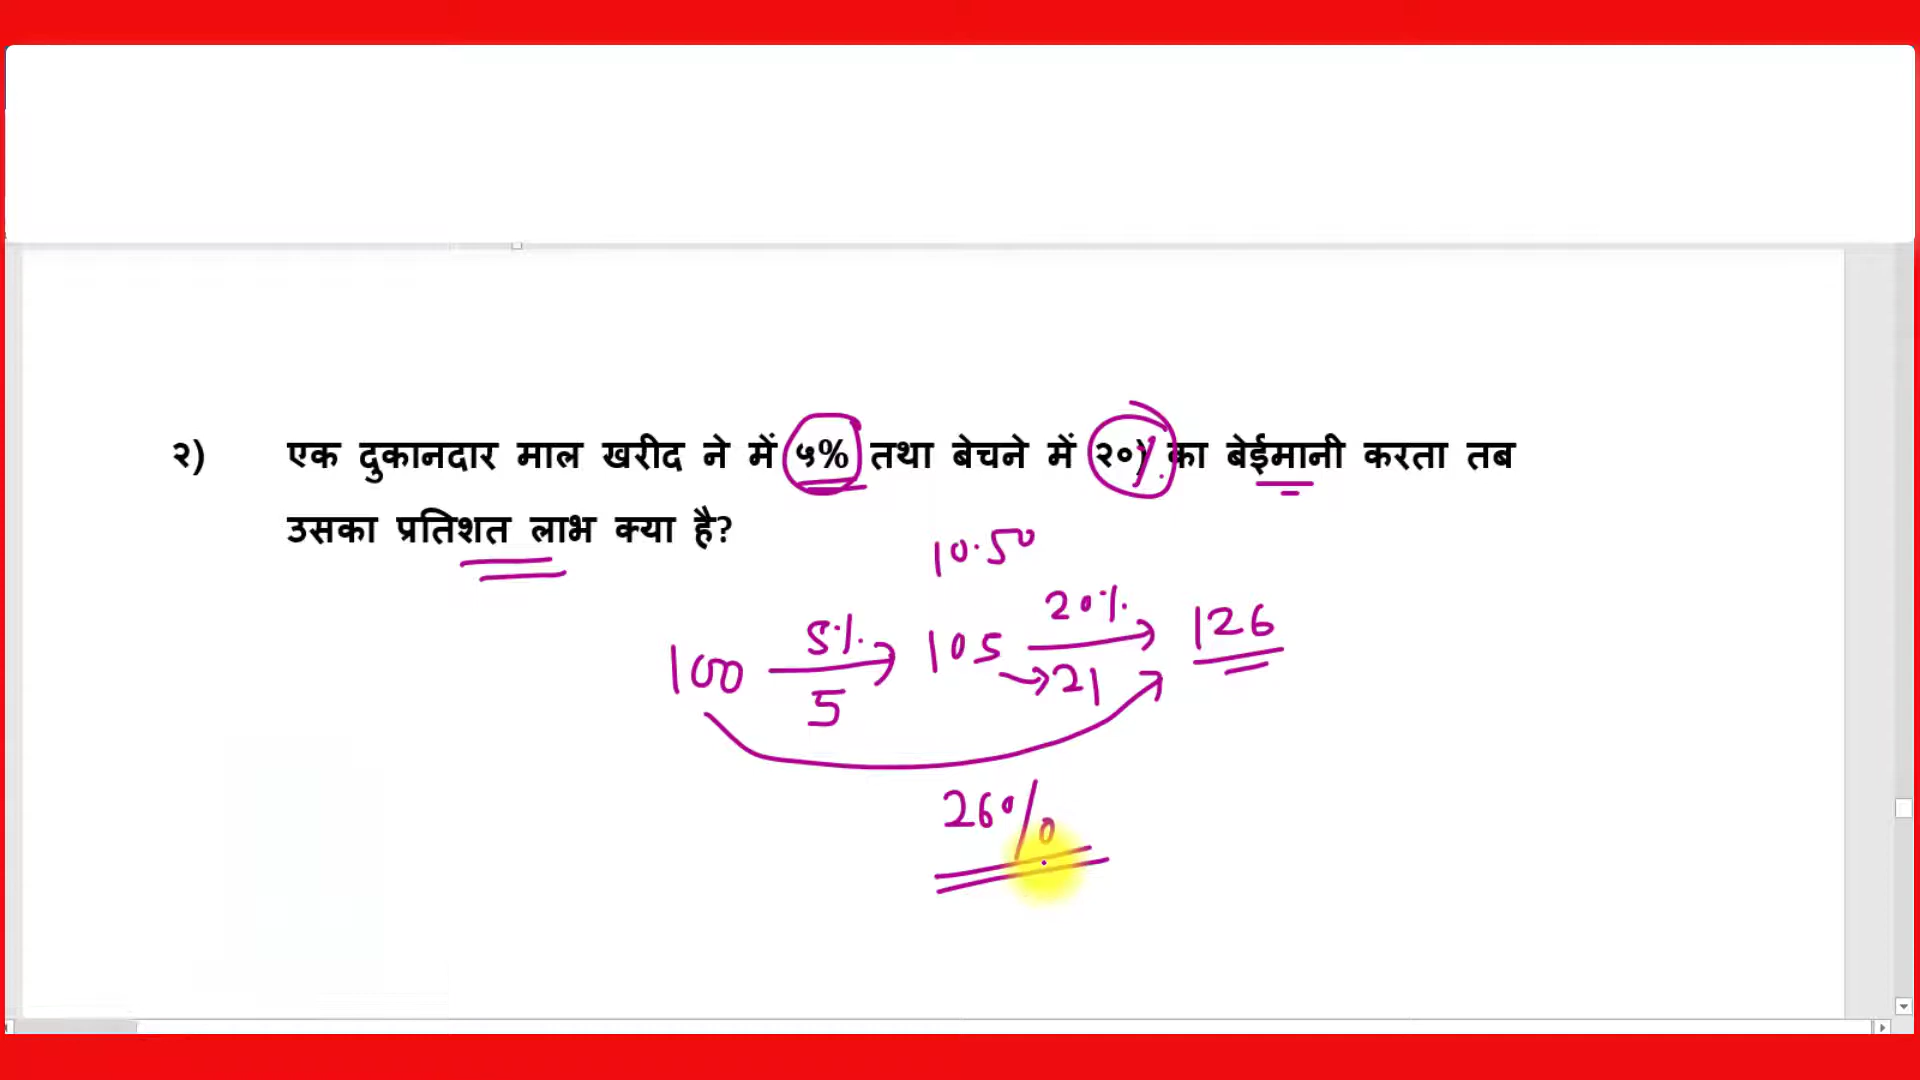 २) एक दुकानदार माल खरीद ने में ५% तथा बेचने में २०% का बेईमानी करता तब
उसका प्रतिशत लाभ क्या है?
10.50
100 5% 5 105 20% 21 126
26%